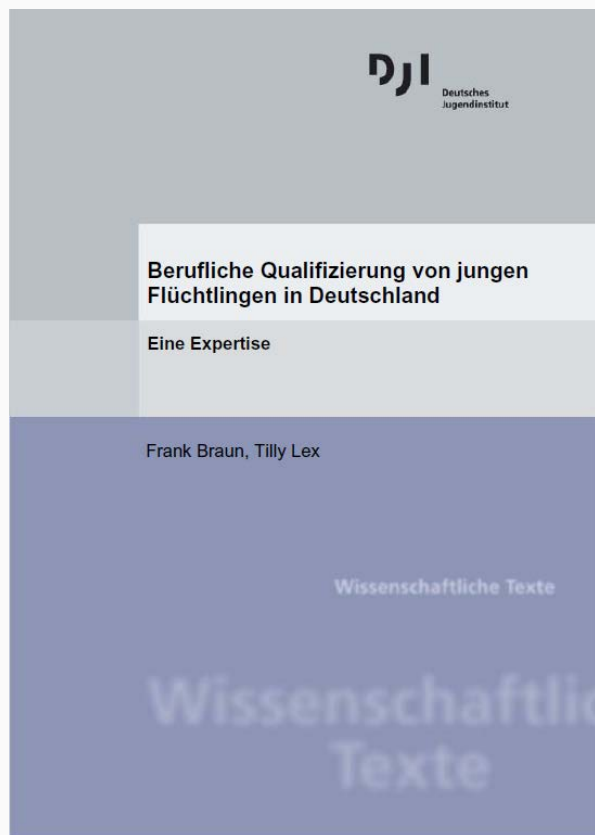 DJI
Deutsches
Jugendinstitut
Berufliche Qualifizierung von jungen
Flüchtlingen in Deutschland
Eine Expertise
Frank Braun, Tilly Lex
Wissenschaftliche Texte
Wissenschaftlic
Texte